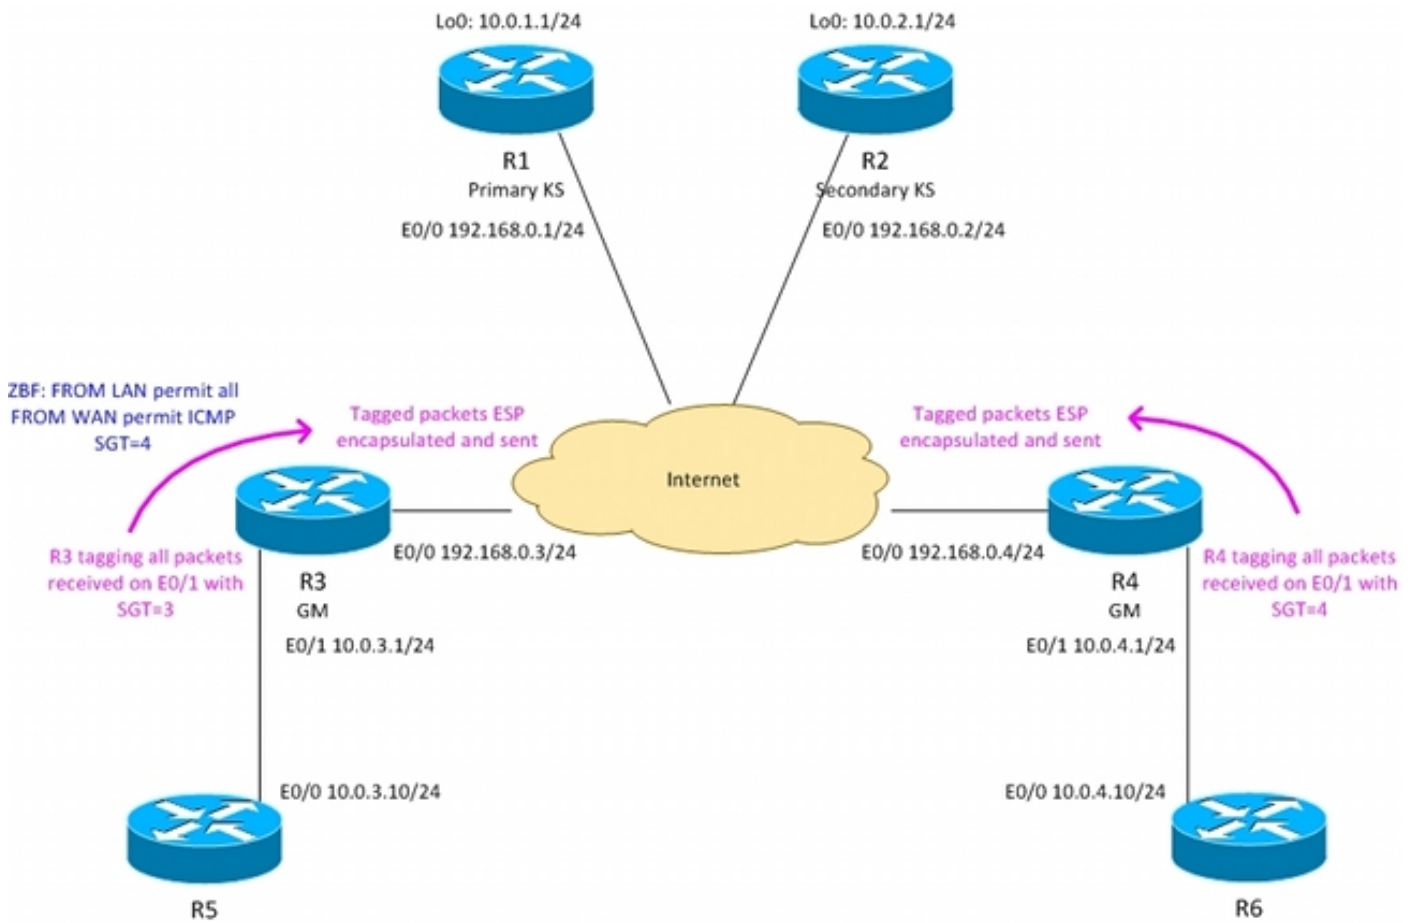 Lo0: 10.0.1.1/24
Lo0: 10.0.2.1/24
R1
Primary KS
E0/0 192.168.0.1/24
R2
Secondary KS
E0/0 192.168.0.2/24
ZBF: FROM LAN permit all
FROM WAN permit ICMP
SGT=4
Tagged packets ESP
encapsulated and sent
Tagged packets ESP
encapsulated and sent
Internet
R3 tagging all packets
received on E0/1 with
SGT=3
E0/0 192.168.0.3/24
R3
GM
E0/1 10.0.3.1/24
E0/0 192.168.0.4/24
R4
GM
E0/1 10.0.4.1/24
R4 tagging all packets
received on E0/1 with
SGT=4
E0/0 10.0.3.10/24
R5
E0/0 10.0.4.10/24
R6